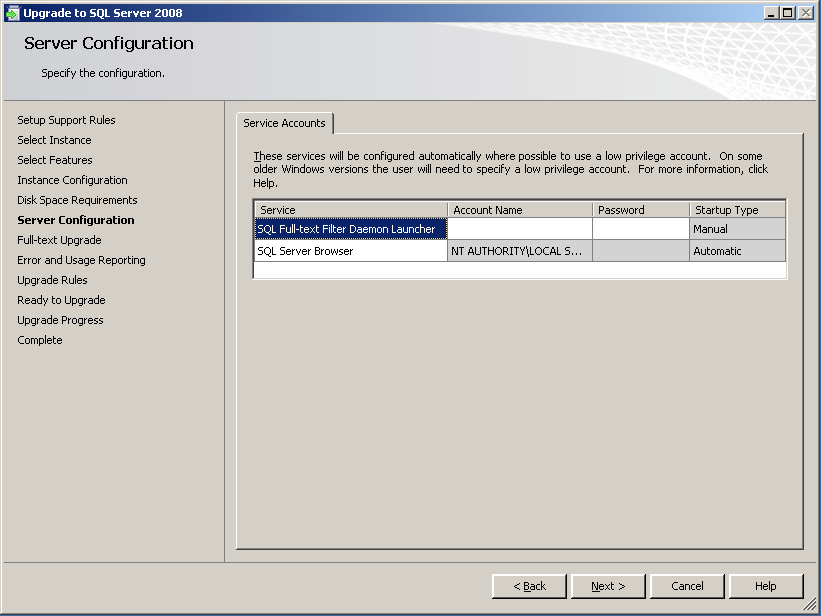 Upgrade to SQL Server 2008
Server Configuration
Specify the configuration.
Setup Support Rules
Select Instance
Select Features
Instance Configuration
Disk Space Requirements
Server Configuration
Full-text Upgrade
Error and Usage Reporting
Upgrade Rules
Ready to Upgrade
Upgrade Progress
Complete
Service Accounts
These services will be configured automatically where possible to use a low privilege account. On some
older Windows versions the user will need to specify a low privilege account. For more information, click
Help.
Service Account Name Password Startup Type
SQL Full-text Filter Daemon Launcher Manual
SQL Server Browser NT AUTHORITY\LOCAL S... Automatic
< Back Next > Cancel Help